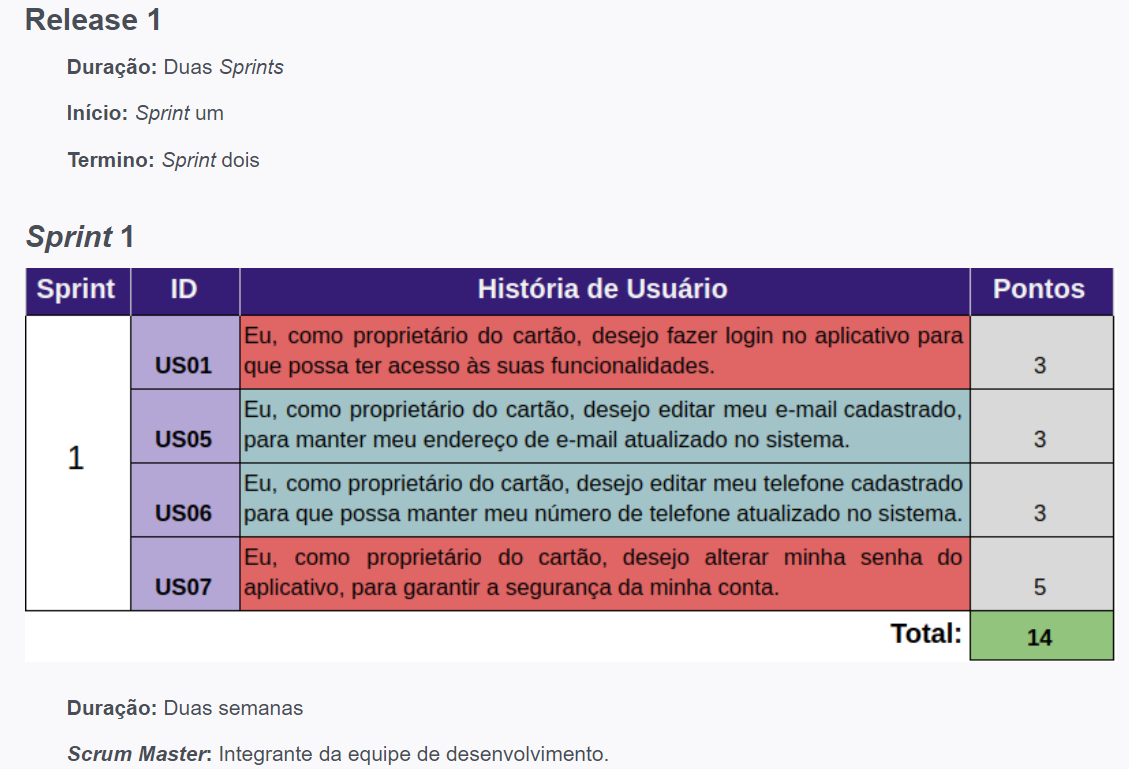 Release 1
Duração: Duas Sprints
Início: Sprint um
Termino: Sprint dois
Sprint 1
Sprint ID História de Usuário Pontos
1
US01 Eu, como proprietário do cartão, desejo fazer login no aplicativo para
que possa ter acesso às suas funcionalidades. 3
US05 Eu, como proprietário do cartão, desejo editar meu e-mail cadastrado,
para manter meu endereço de e-mail atualizado no sistema. 3
US06 Eu, como proprietário do cartão, desejo editar meu telefone cadastrado
para que possa manter meu número de telefone atualizado no sistema. 3
US07 Eu, como proprietário do cartão, desejo alterar minha senha do
aplicativo, para garantir a segurança da minha conta. 5
Total: 14
Duração: Duas semanas
Scrum Master: Integrante da equipe de desenvolvimento.